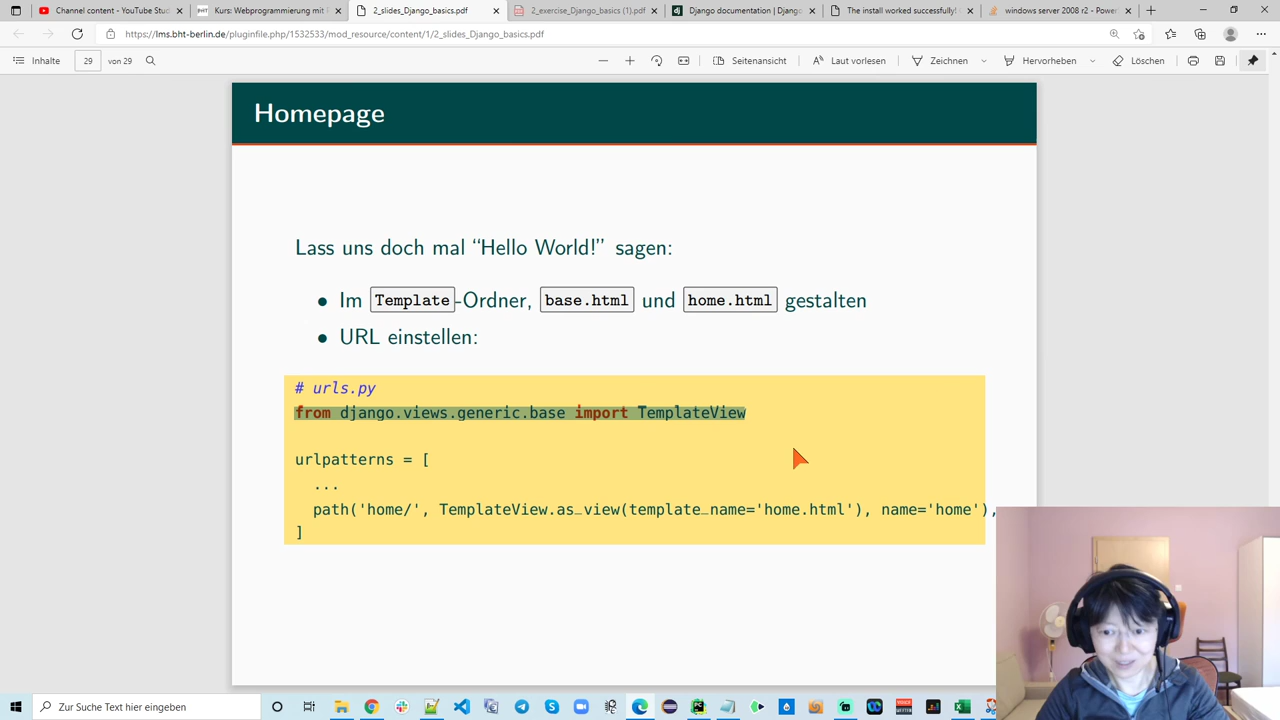 Channel content - YouTube Stud
Kurs: Webprogrammierung mit P
2_slides_Django_basics.pdf
2_exercise_Django_basics (1).pdf
Django documentation | Djang
The install worked successfully! C
windows server 2008 r2 - Power
https://lms.bht-berlin.de/pluginfile.php/1532533/mod_resource/content/1/2_slides_Django_basics.pdf
Inhalte 29 von 29 Seitenansicht Laut vorlesen Zeichnen Hervorheben Löschen
Homepage
Lass uns doch mal “Hello World!” sagen:
• Im Template-Ordner, base.html und home.html gestalten
• URL einstellen:
# urls.py
from django.views.generic.base import TemplateView
urlpatterns = [
...
path('home/', TemplateView.as_view(template_name='home.html'), name='home'),
]
Zur Suche Text hier eingeben